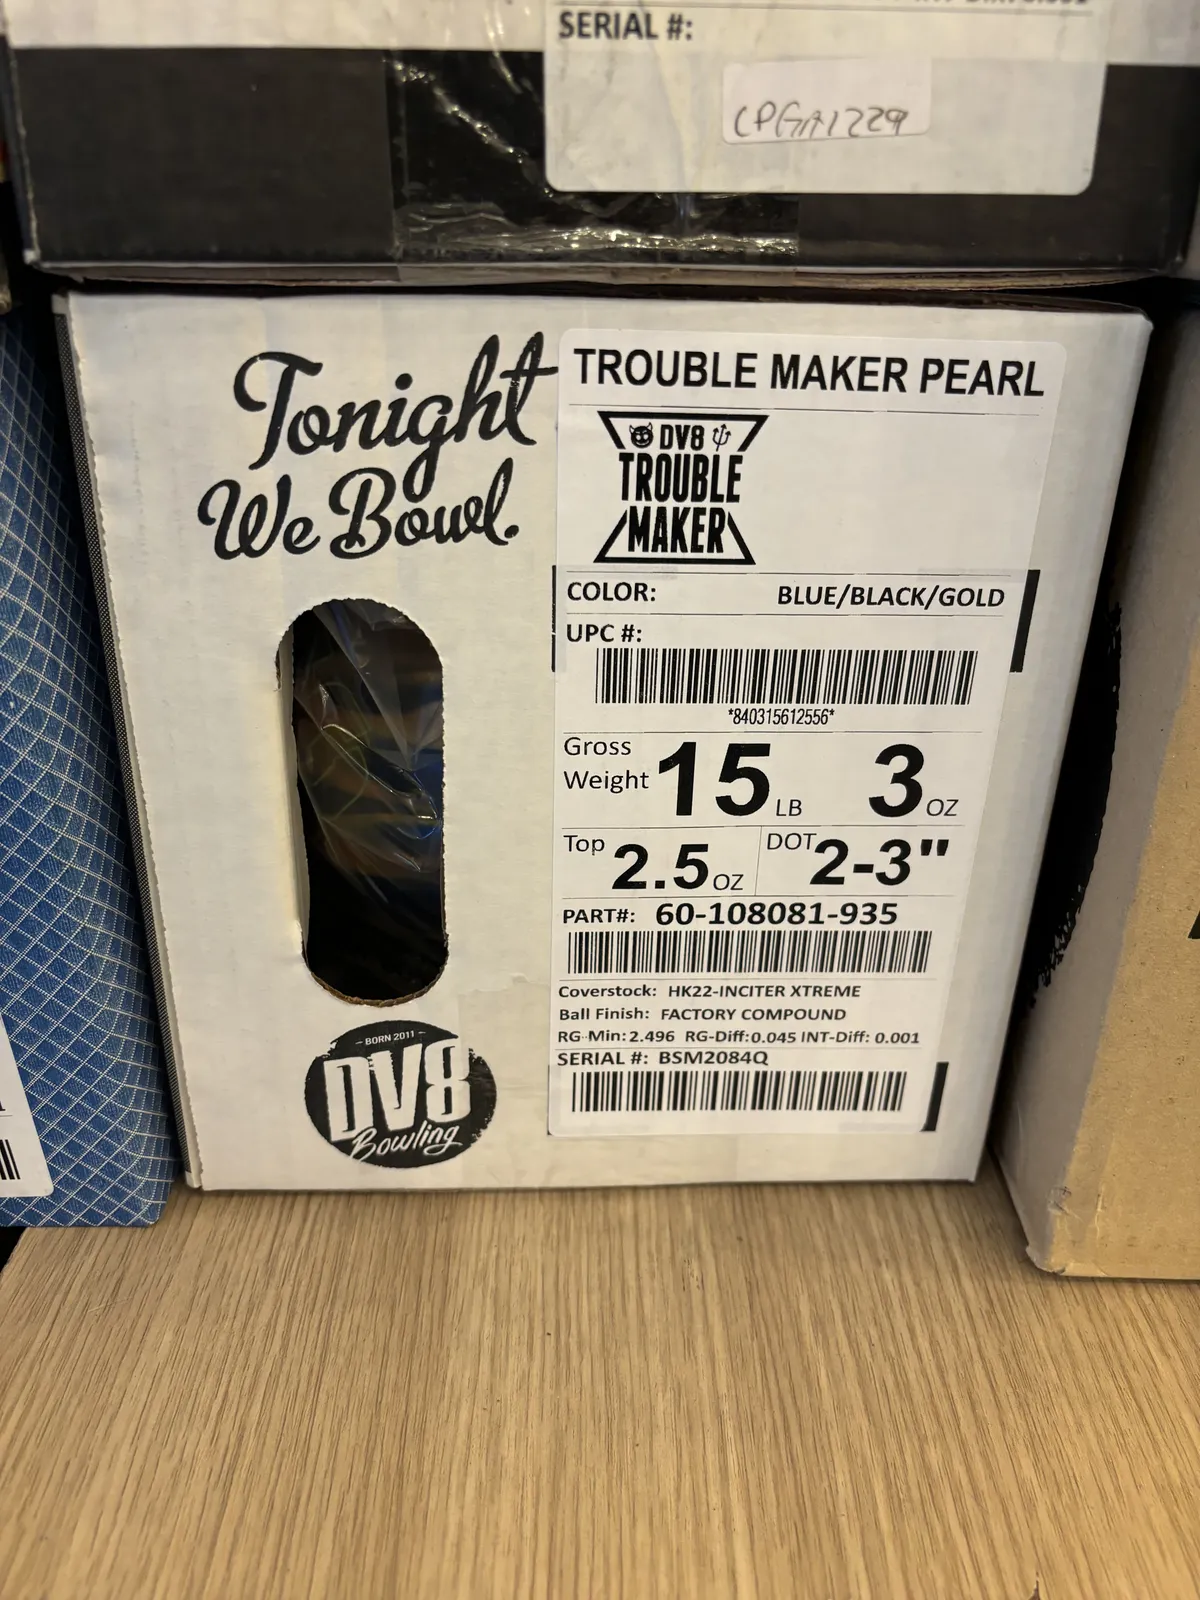 SERIAL #:
CPGA1229
Tonight
We Bowl.
TROUBLE MAKER PEARL
DV8
TROUBLE
MAKER
COLOR: BLUE/BLACK/GOLD
UPC #:
*840315612556*
Gross
Weight 15 LB 3 OZ
Top 2.5 OZ DOT 2-3"
PART#: 60-108081-935
Coverstock: HK22-INCITER XTREME
Ball Finish: FACTORY COMPOUND
RG-Min: 2.496 RG-Diff: 0.045 INT-Diff: 0.001
SERIAL #: BSM2084Q
– BORN 2011 –
DV8
Bowling